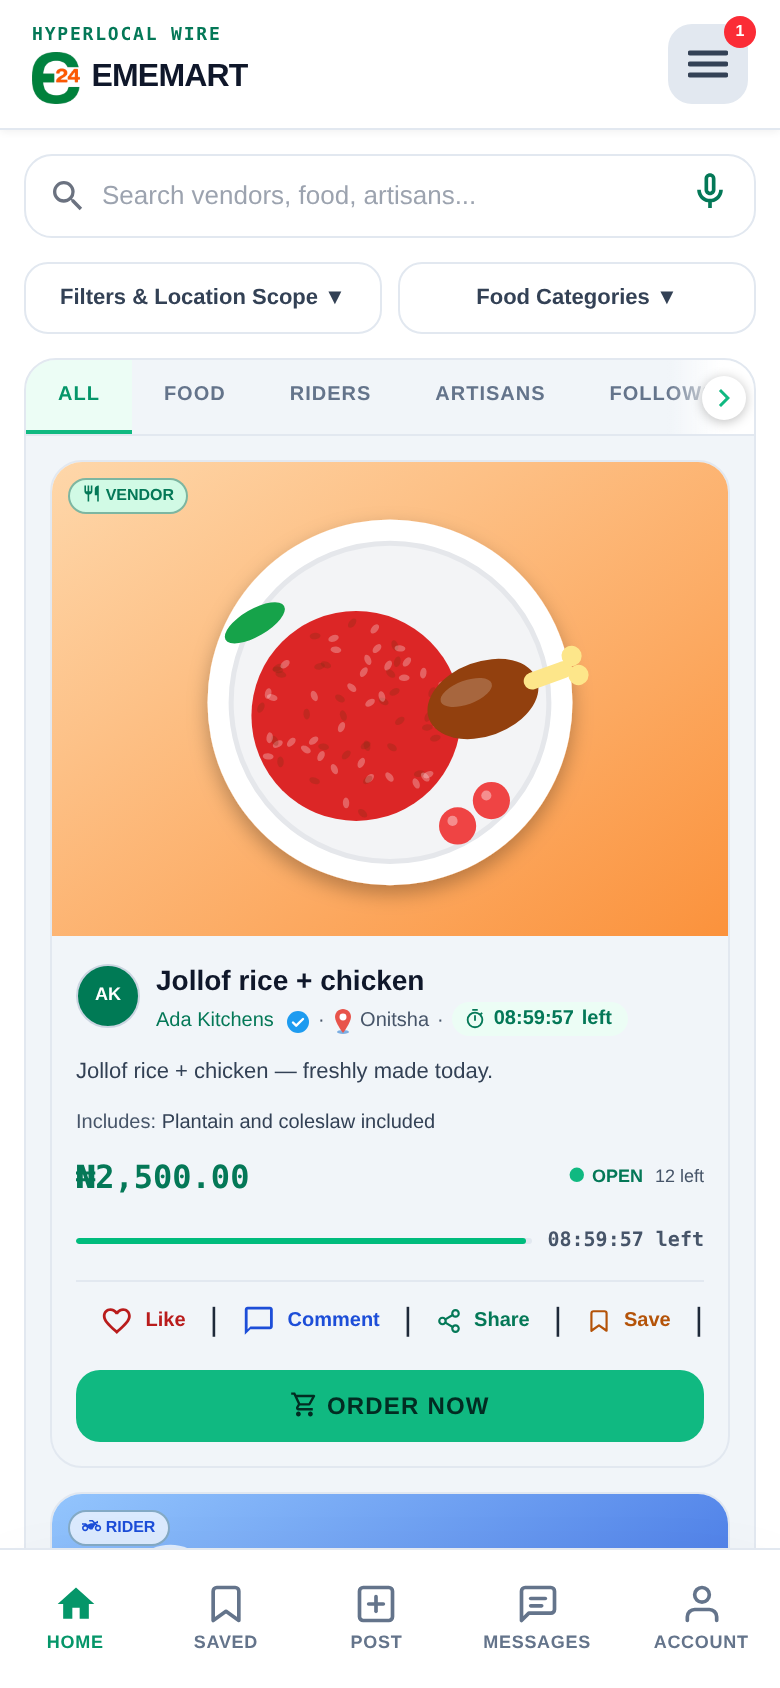 HYPERLOCAL WIRE
1
e24 EMEMART
Search vendors, food, artisans...
Filters & Location Scope ▼
Food Categories ▼
ALL FOOD RIDERS ARTISANS FOLLOW
VENDOR
AK
Jollof rice + chicken
Ada Kitchens · Onitsha · 08:59:57 left
Jollof rice + chicken — freshly made today.
Includes: Plantain and coleslaw included
₦2,500.00
OPEN 12 left
08:59:57 left
Like | Comment | Share | Save |
ORDER NOW
RIDER
HOME SAVED POST MESSAGES ACCOUNT